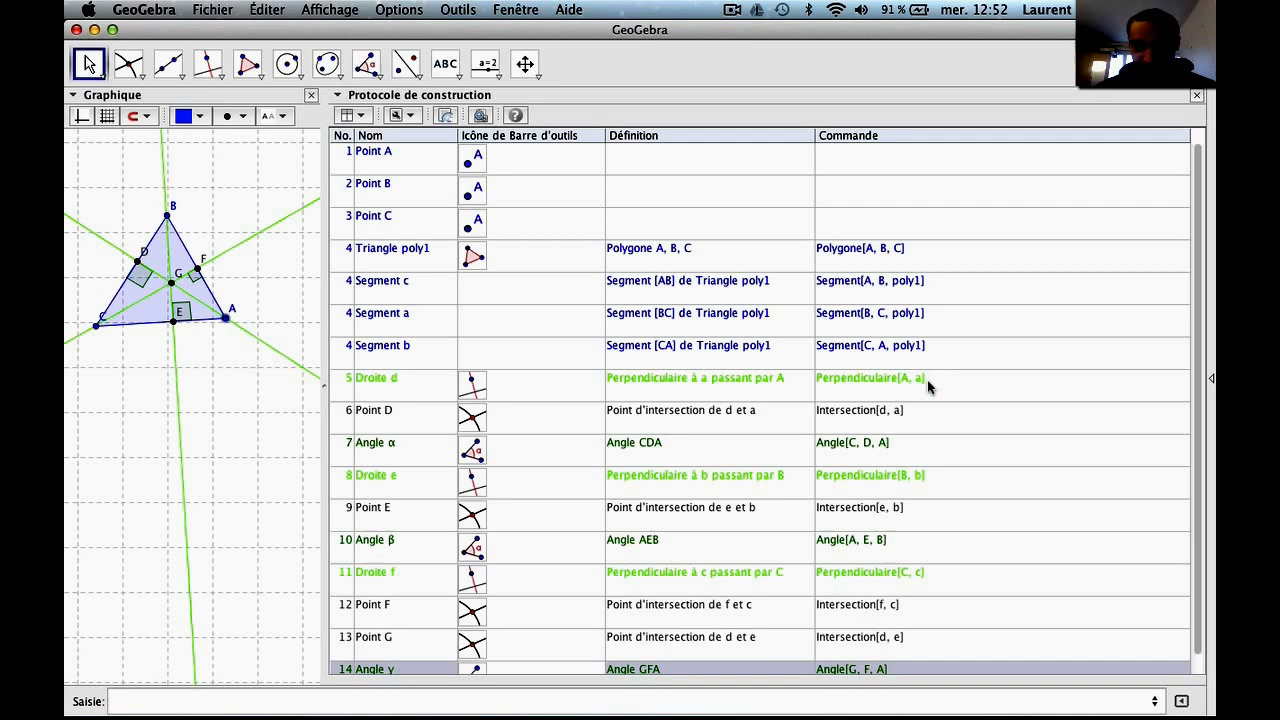 GeoGebra Fichier Éditer Affichage Options Outils Fenêtre Aide 91 % mer. 12:52 Laurent
GeoGebra
ABC a=2
Graphique Protocole de construction
A A
No. Nom Icône de Barre d'outils Définition Commande
1 Point A A
2 Point B A
3 Point C A
4 Triangle poly1 Polygone A, B, C Polygone[A, B, C]
4 Segment c Segment [AB] de Triangle poly1 Segment[A, B, poly1]
4 Segment a Segment [BC] de Triangle poly1 Segment[B, C, poly1]
4 Segment b Segment [CA] de Triangle poly1 Segment[C, A, poly1]
5 Droite d Perpendiculaire à a passant par A Perpendiculaire[A, a]
6 Point D Point d'intersection de d et a Intersection[d, a]
7 Angle α Angle CDA Angle[C, D, A]
8 Droite e Perpendiculaire à b passant par B Perpendiculaire[B, b]
9 Point E Point d'intersection de e et b Intersection[e, b]
10 Angle β Angle AEB Angle[A, E, B]
11 Droite f Perpendiculaire à c passant par C Perpendiculaire[C, c]
12 Point F Point d'intersection de f et c Intersection[f, c]
13 Point G Point d'intersection de d et e Intersection[d, e]
14 Angle γ Angle GFA Angle[G, F, A]
B
D
F
G
E
A
C
Saisie: